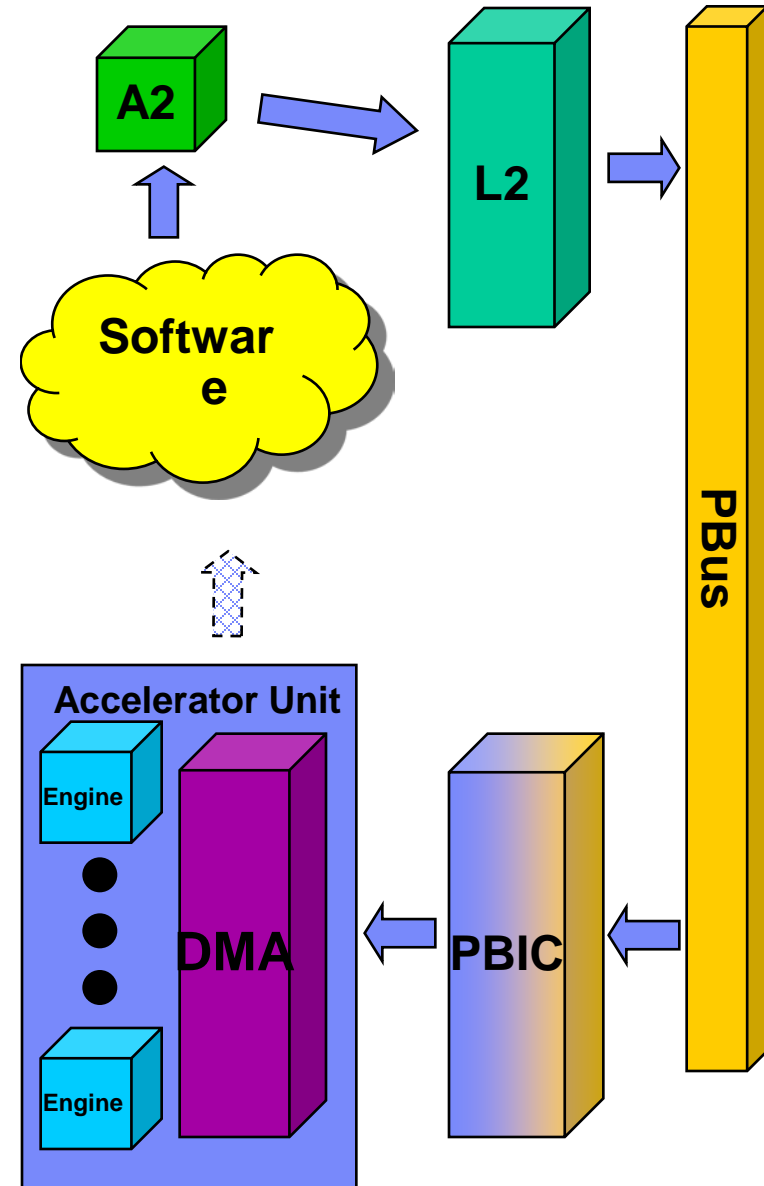 A2
L2
Softwar
e
PBus
Accelerator Unit
Engine
DMA
PBIC
Engine